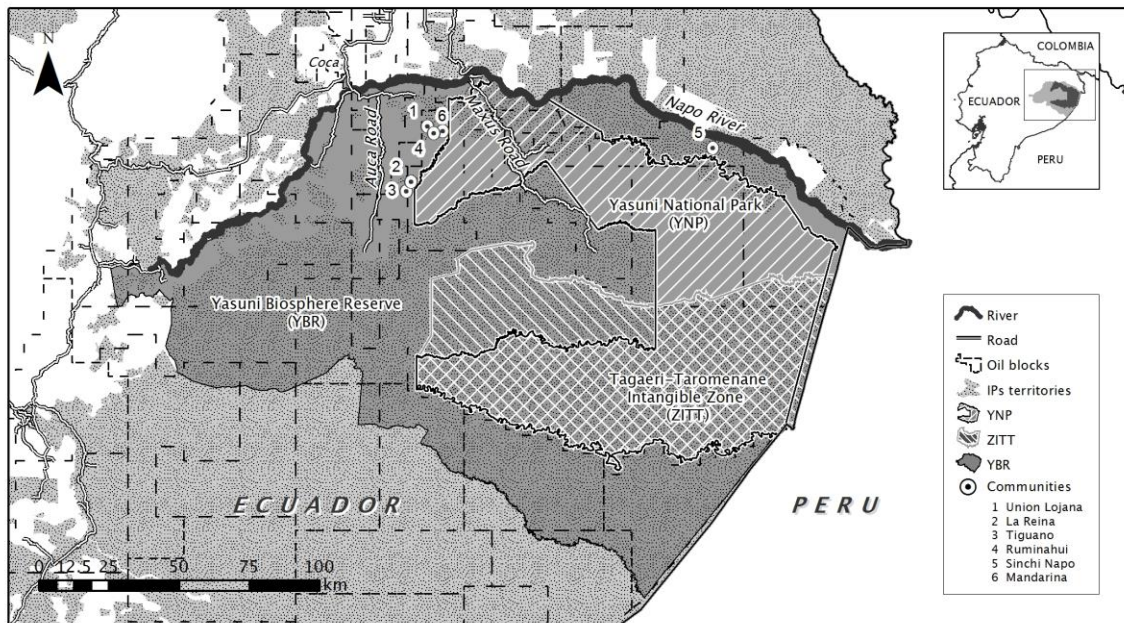 N
Coca
Auca Road
Maxus Road
Napo River
1
6
4
2
3
5
Yasuni National Park
(YNP)
Yasuni Biosphere Reserve
(YBR)
Tagaeri-Taromenane
Intangible Zone
(ZITT)
ECUADOR
PERU
0 12.5 25 50 75 100
km
COLOMBIA
ECUADOR
PERU
River
Road
Oil blocks
IPs territories
YNP
ZITT
YBR
Communities
1 Union Lojana
2 La Reina
3 Tiguano
4 Ruminahui
5 Sinchi Napo
6 Mandarina